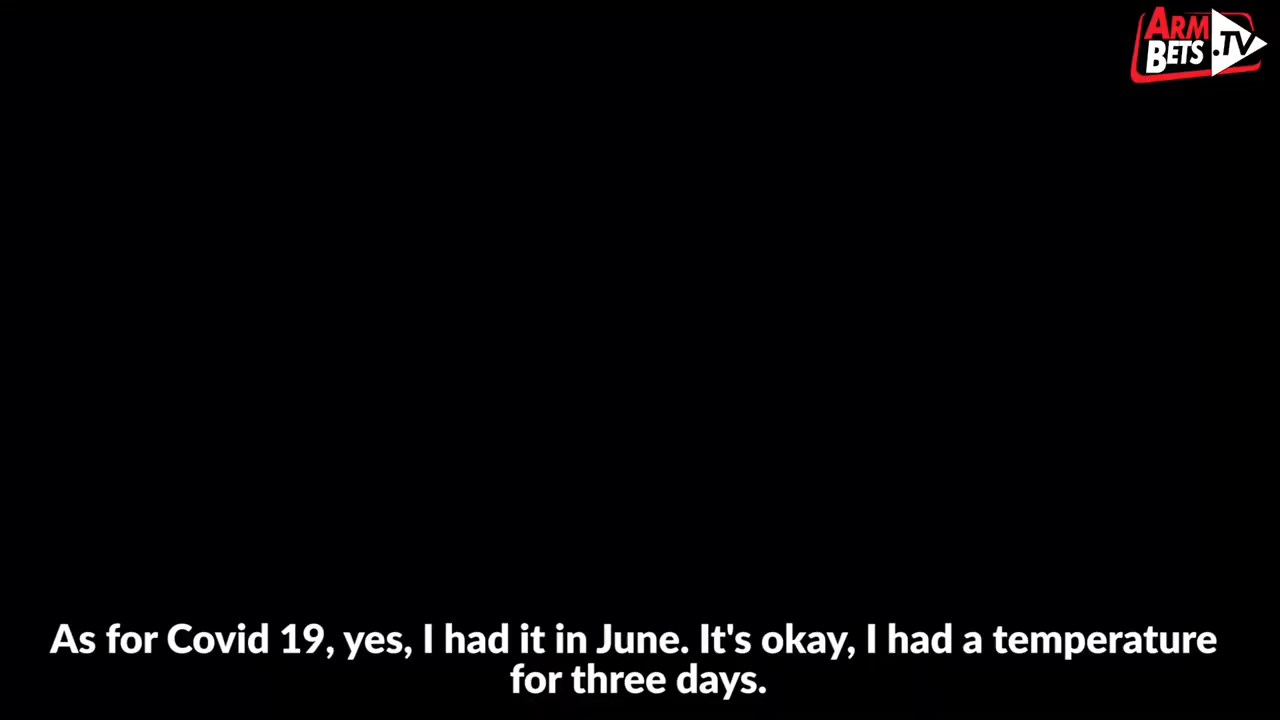 ARM
BETS .TV
As for Covid 19, yes, I had it in June. It's okay, I had a temperature
for three days.